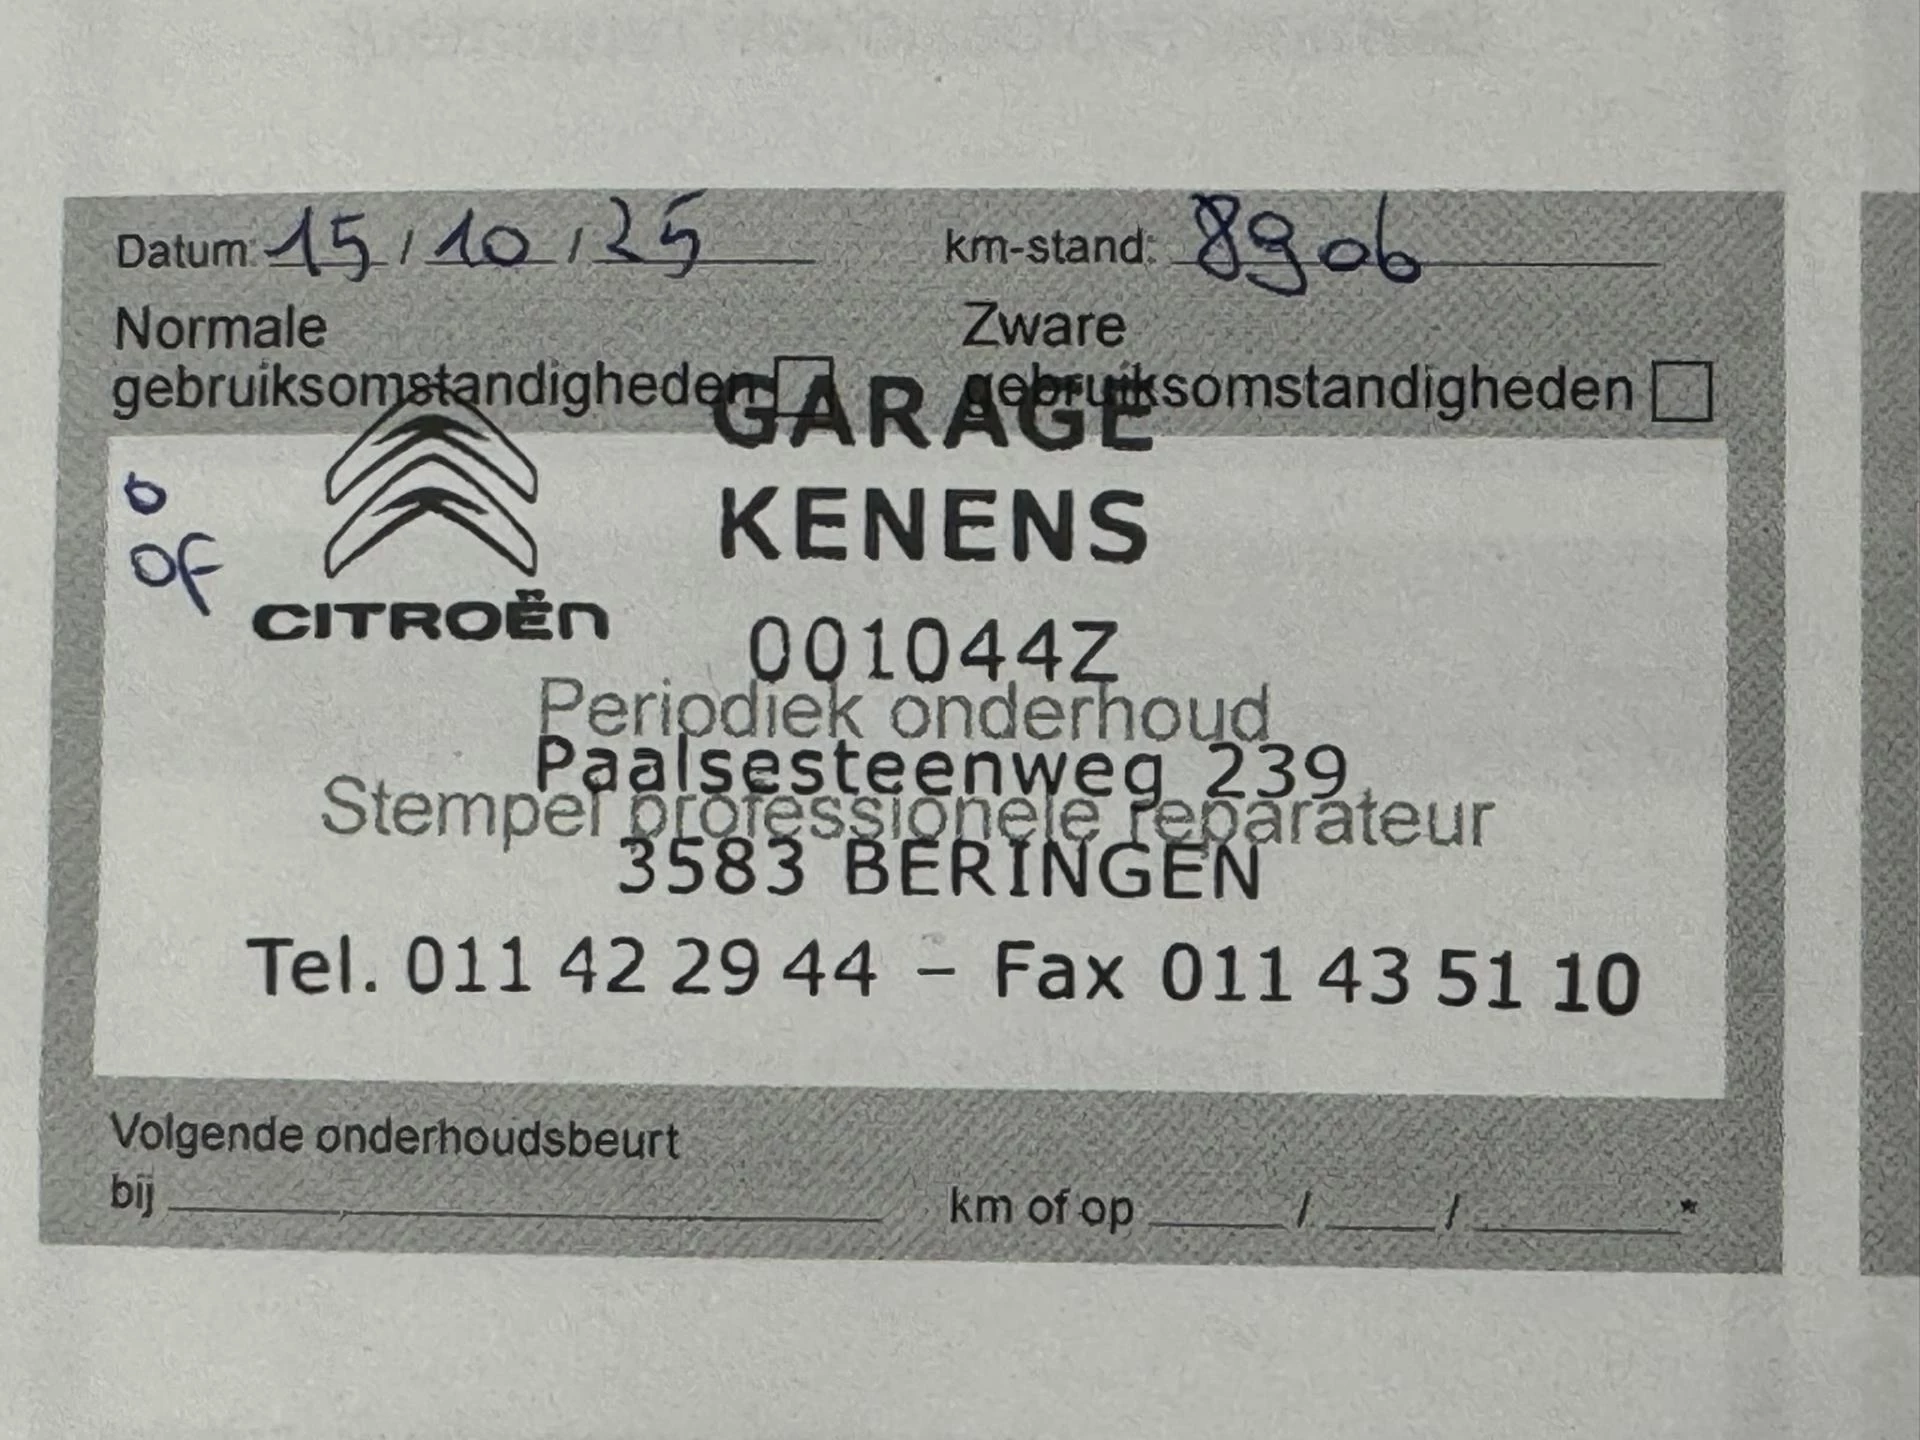 Datum: 15 / 10 / 25 km-stand: 8906
Normale gebruiksomstandigheden
Zware gebruiksomstandigheden
o
OF
CITROËN
GARAGE
KENENS
001044Z
Periodiek onderhoud
Paalsesteenweg 239
Stempel professionele reparateur
3583 BERINGEN
Tel. 011 42 29 44 – Fax 011 43 51 10
Volgende onderhoudsbeurt
bij km of op / / *